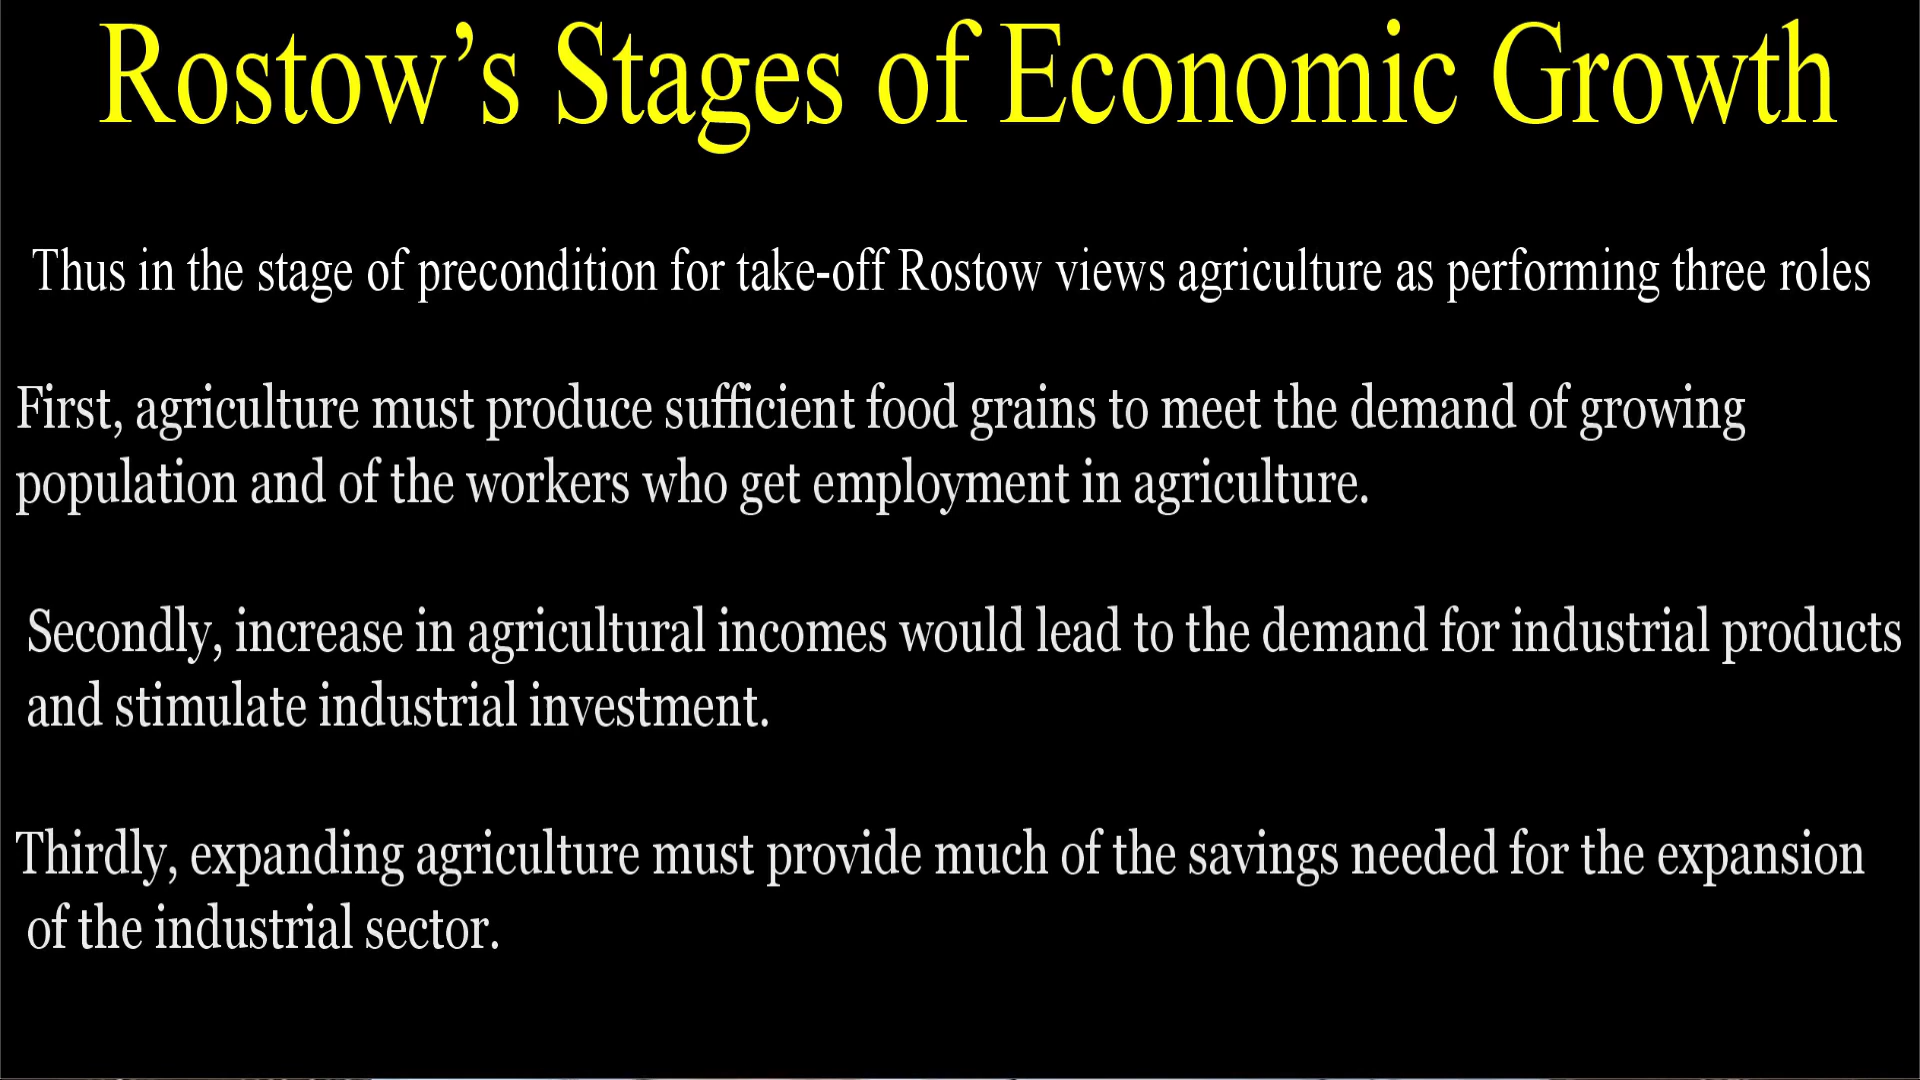 Rostow’s Stages of Economic Growth
Thus in the stage of precondition for take-off Rostow views agriculture as performing three roles
First, agriculture must produce sufficient food grains to meet the demand of growing
population and of the workers who get employment in agriculture.
Secondly, increase in agricultural incomes would lead to the demand for industrial products
and stimulate industrial investment.
Thirdly, expanding agriculture must provide much of the savings needed for the expansion
of the industrial sector.